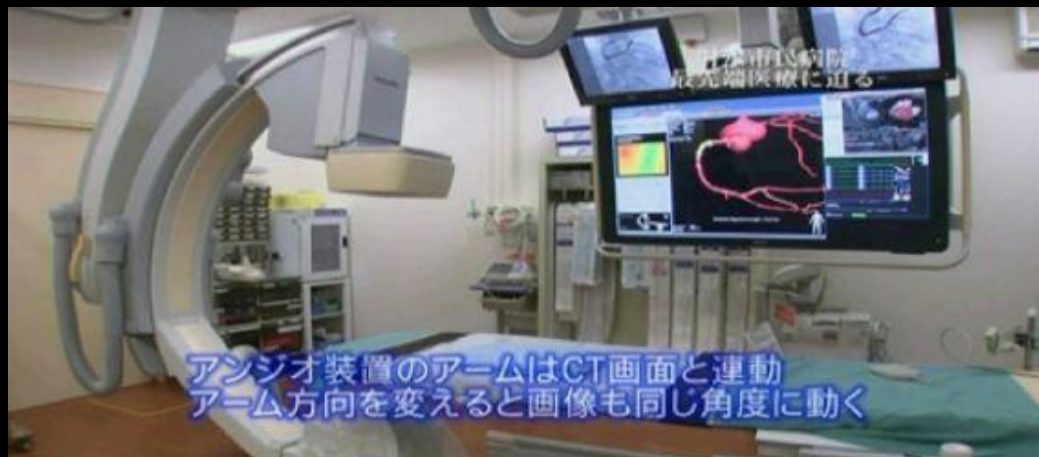 市民病院
最先端医療に迫る
アンジオ装置のアームはCT画面と連動
アーム方向を変えると画像も同じ角度に動く